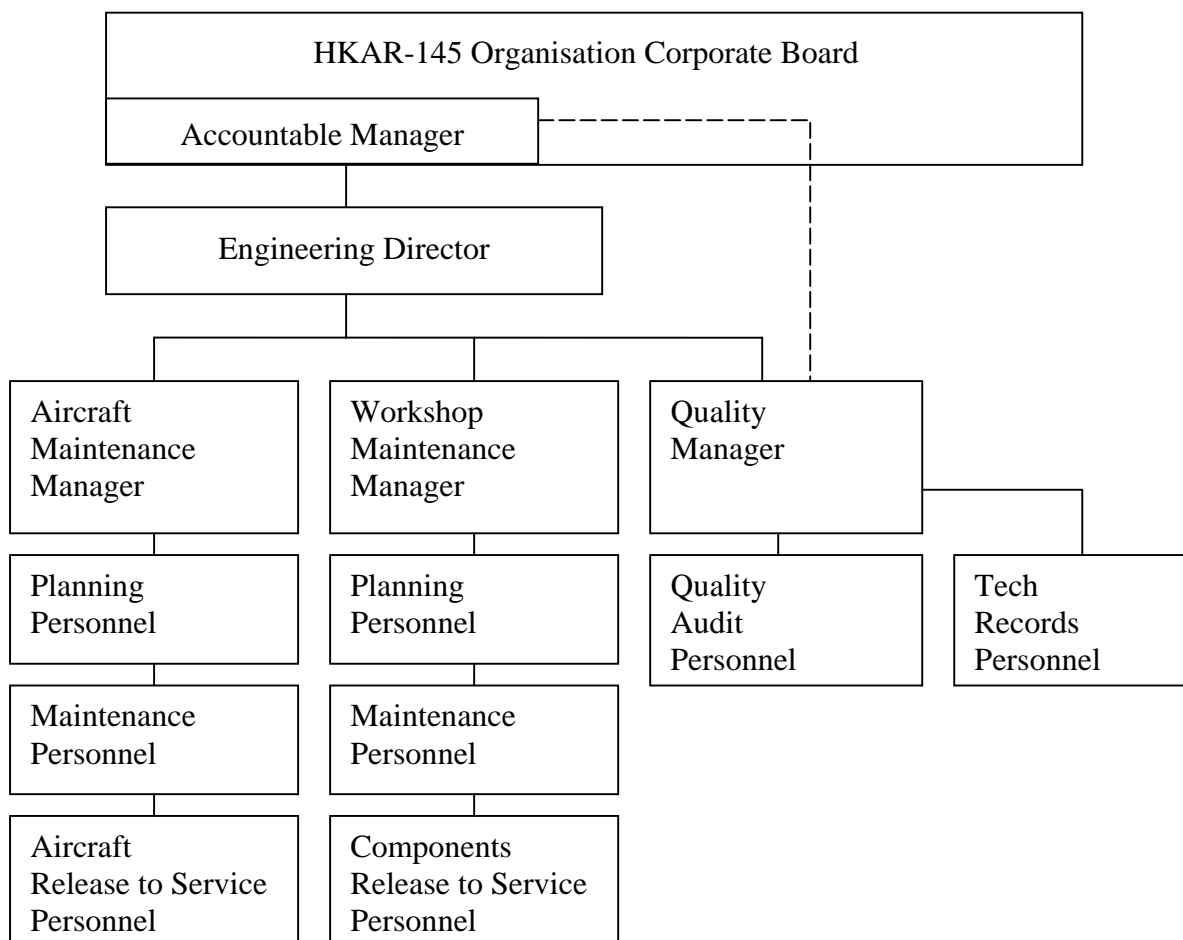 HKAR-145 Organisation Corporate Board
Accountable Manager
Engineering Director
Aircraft
Maintenance
Manager
Workshop
Maintenance
Manager
Quality
Manager
Planning
Personnel
Planning
Personnel
Quality
Audit
Personnel
Tech
Records
Personnel
Maintenance
Personnel
Maintenance
Personnel
Aircraft
Release to Service
Personnel
Components
Release to Service
Personnel